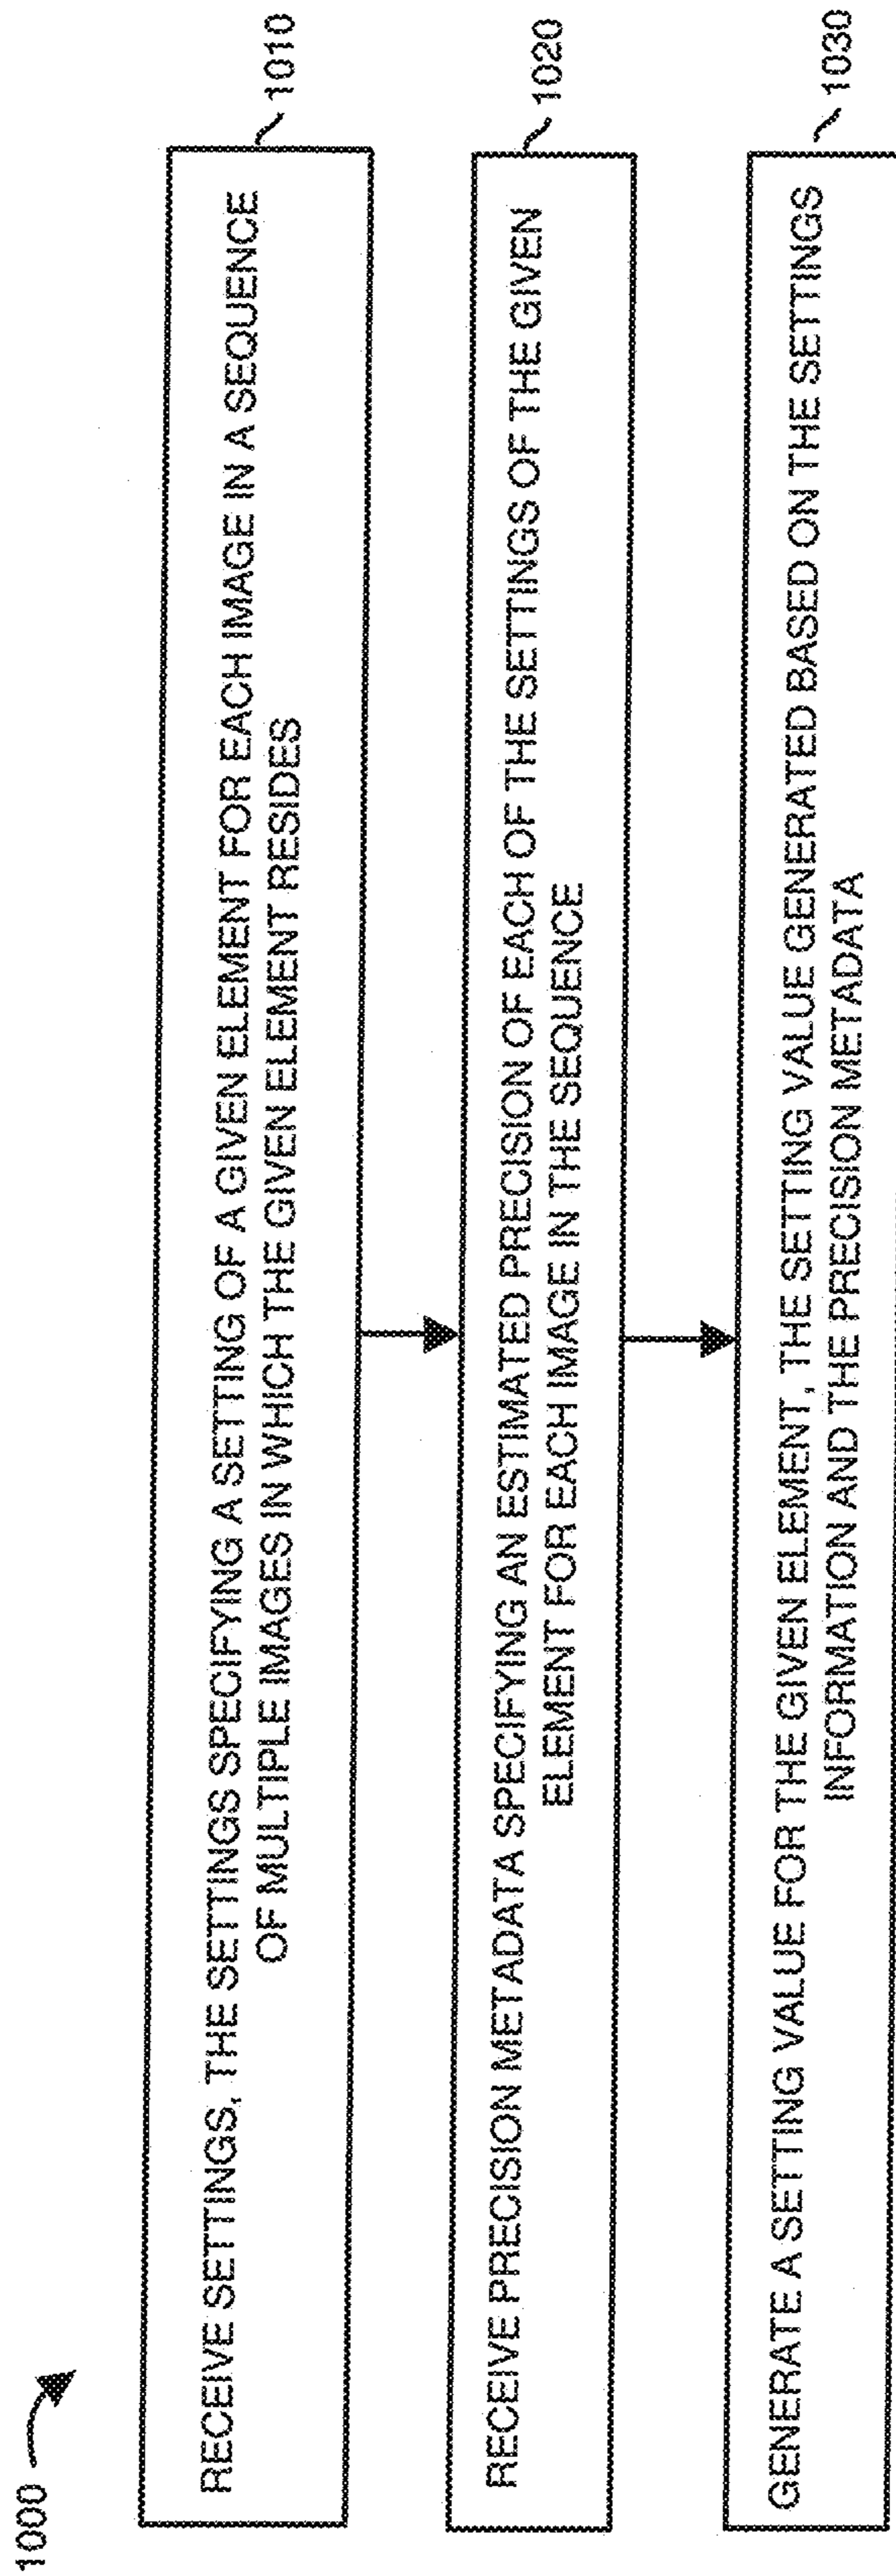 1000
RECEIVE SETTINGS, THE SETTINGS SPECIFYING A SETTING OF A GIVEN ELEMENT FOR EACH IMAGE IN A SEQUENCE
OF MULTIPLE IMAGES IN WHICH THE GIVEN ELEMENT RESIDES
1010
RECEIVE PRECISION METADATA SPECIFYING AN ESTIMATED PRECISION OF EACH OF THE SETTINGS OF THE GIVEN
ELEMENT FOR EACH IMAGE IN THE SEQUENCE
1020
GENERATE A SETTING VALUE FOR THE GIVEN ELEMENT, THE SETTING VALUE GENERATED BASED ON THE SETTINGS
INFORMATION AND THE PRECISION METADATA
1030